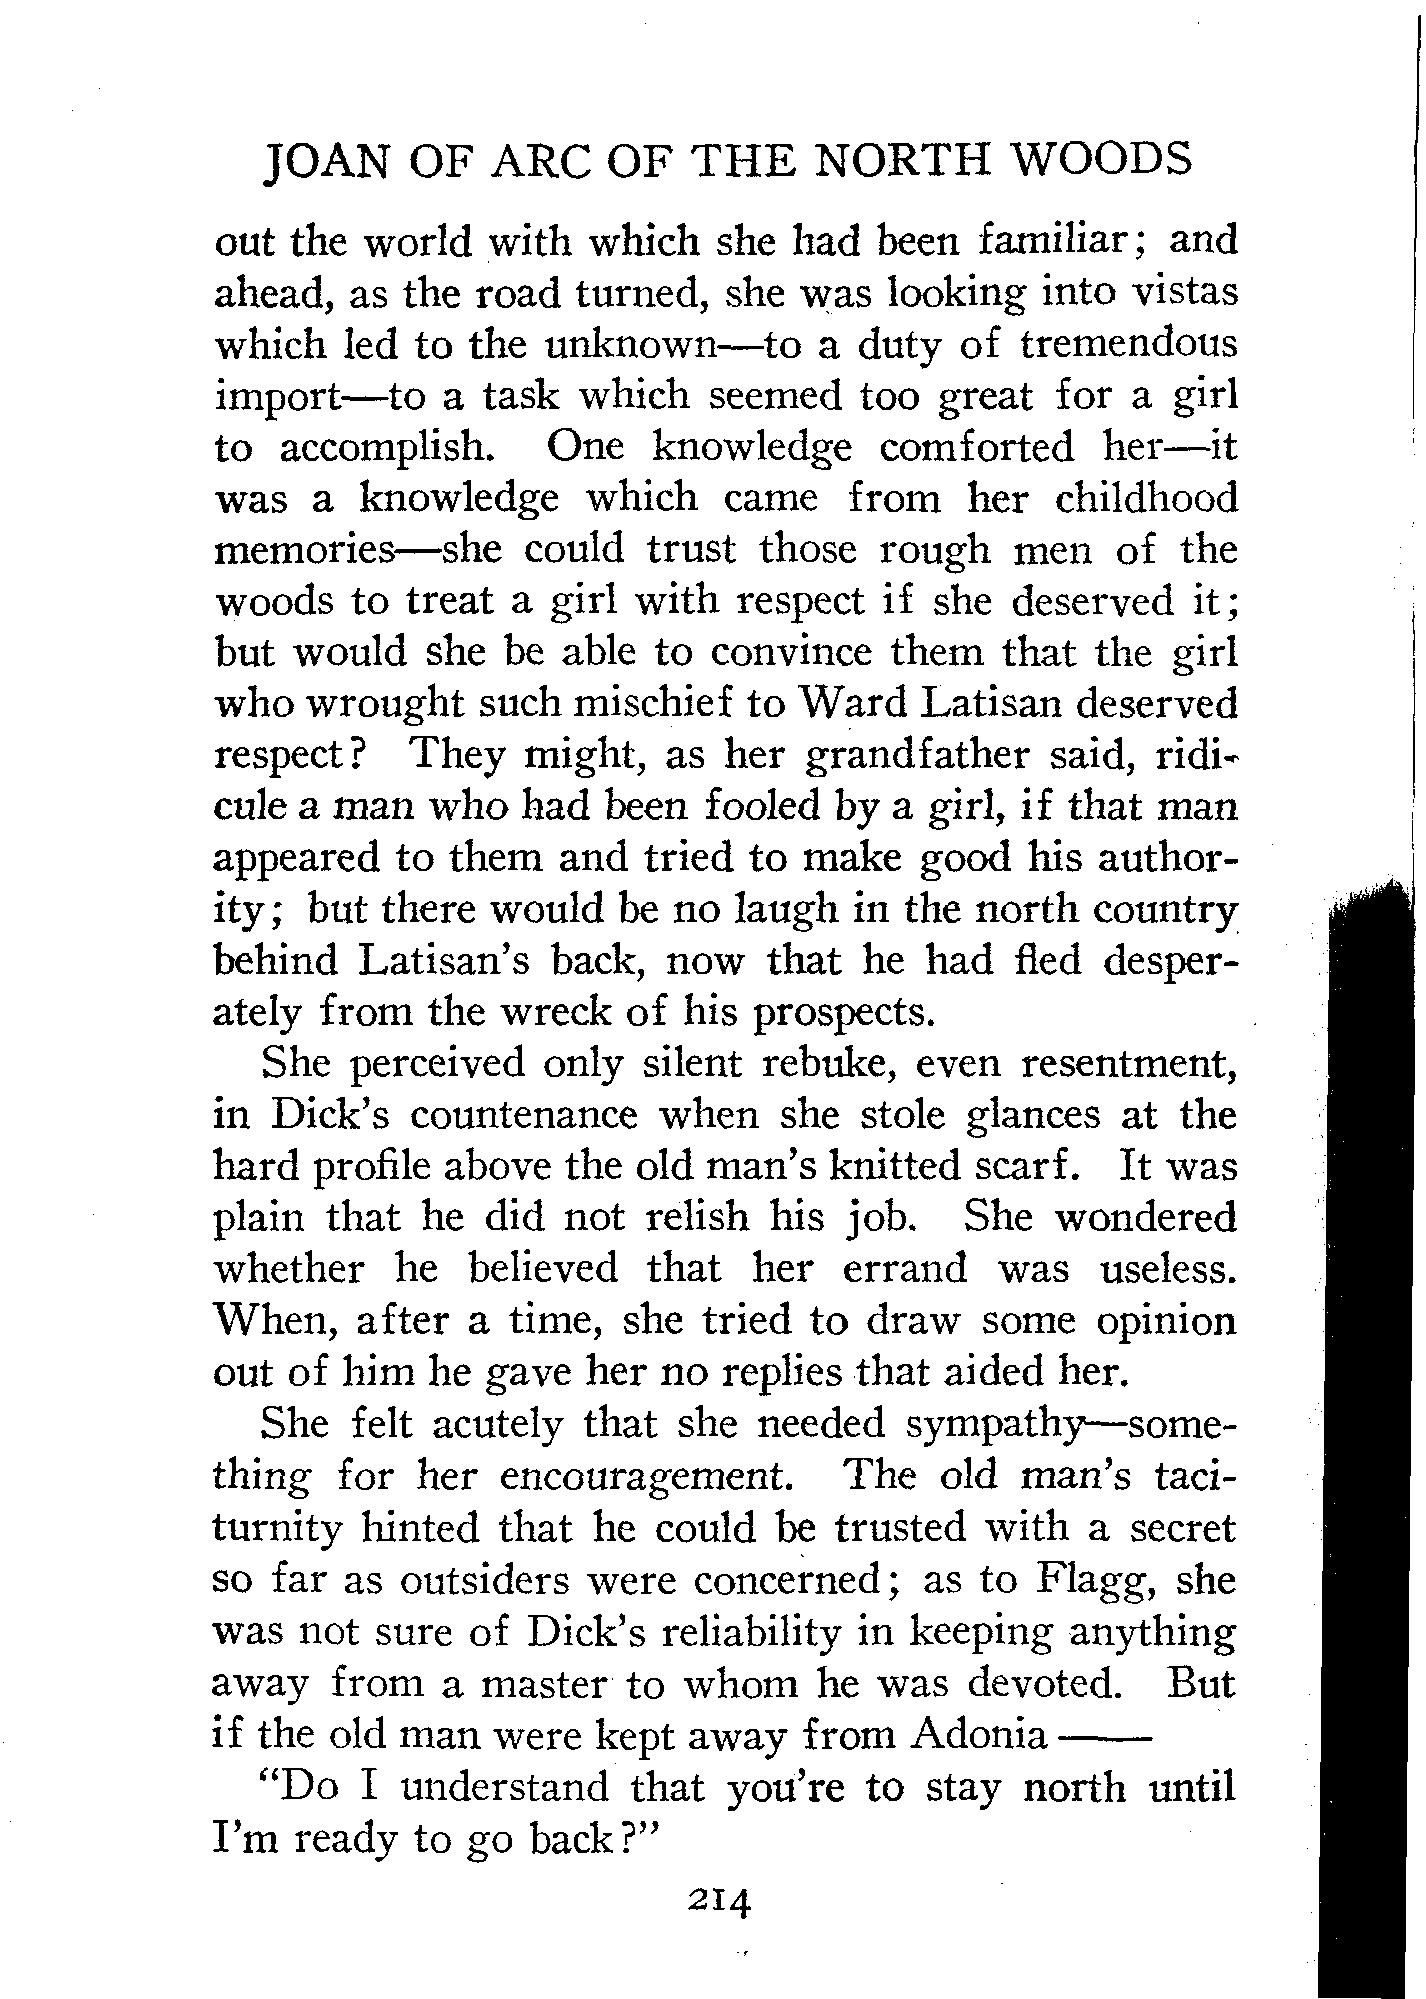 JOAN OF ARC OF THE NORTH WOODS
out the world with which she had been familiar; and
ahead, as the road turned, she was looking into vistas
which led to the unknown—to a duty of tremendous
import—to a task which seemed too great for a girl
to accomplish. One knowledge comforted her—it
was a knowledge which came from her childhood
memories—she could trust those rough men of the
woods to treat a girl with respect if she deserved it;
but would she be able to convince them that the girl
who wrought such mischief to Ward Latisan deserved
respect? They might, as her grandfather said, ridi-
cule a man who had been fooled by a girl, if that man
appeared to them and tried to make good his author-
ity; but there would be no laugh in the north country
behind Latisan's back, now that he had fled desper-
ately from the wreck of his prospects.
She perceived only silent rebuke, even resentment,
in Dick's countenance when she stole glances at the
hard profile above the old man's knitted scarf. It was
plain that he did not relish his job. She wondered
whether he believed that her errand was useless.
When, after a time, she tried to draw some opinion
out of him he gave her no replies that aided her.
She felt acutely that she needed sympathy—some-
thing for her encouragement. The old man's taci-
turnity hinted that he could be trusted with a secret
so far as outsiders were concerned; as to Flagg, she
was not sure of Dick's reliability in keeping anything
away from a master to whom he was devoted. But
if the old man were kept away from Adonia——
"Do I understand that you're to stay north until
I'm ready to go back?"
214